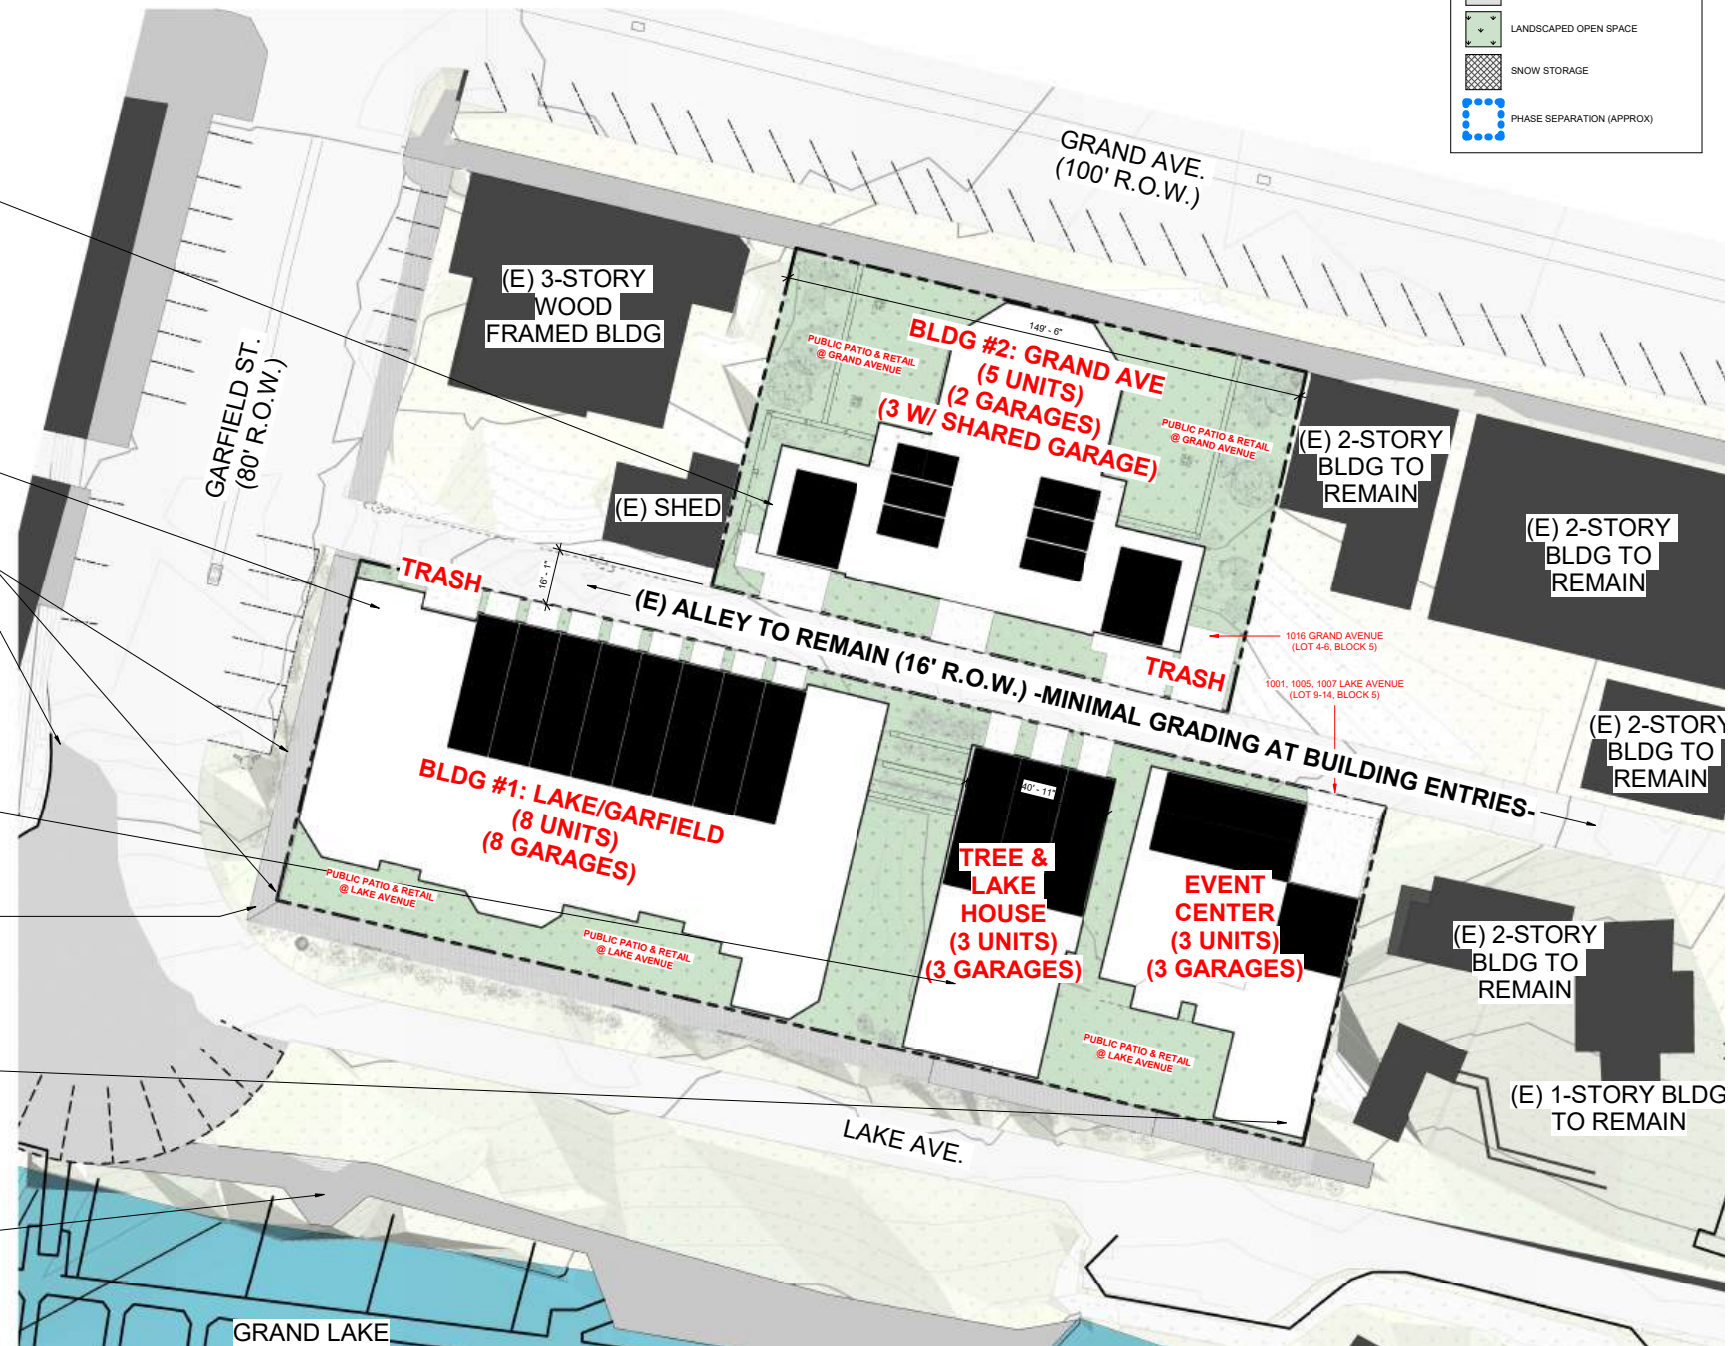 LANDSCAPED OPEN SPACE
SNOW STORAGE
PHASE SEPARATION (APPROX)
GRAND AVE.
(100' R.O.W.)
(E) 3-STORY
WOOD
FRAMED BLDG
GARFIELD ST.
(80' R.O.W.)
149' - 6"
PUBLIC PATIO & RETAIL
@ GRAND AVENUE
BLDG #2: GRAND AVE
(5 UNITS)
(2 GARAGES)
(3 W/ SHARED GARAGE)
PUBLIC PATIO & RETAIL
@ GRAND AVENUE
(E) 2-STORY
BLDG TO
REMAIN
(E) 2-STORY
BLDG TO
REMAIN
(E) SHED
TRASH
16' - 1"
(E) ALLEY TO REMAIN (16' R.O.W.) -MINIMAL GRADING AT BUILDING ENTRIES-
TRASH
1016 GRAND AVENUE
(LOT 4-6, BLOCK 5)
1001, 1005, 1007 LAKE AVENUE
(LOT 9-14, BLOCK 5)
(E) 2-STORY
BLDG TO
REMAIN
BLDG #1: LAKE/GARFIELD
(8 UNITS)
(8 GARAGES)
40' - 11"
TREE &
LAKE
HOUSE
(3 UNITS)
(3 GARAGES)
EVENT
CENTER
(3 UNITS)
(3 GARAGES)
PUBLIC PATIO & RETAIL
@ LAKE AVENUE
PUBLIC PATIO & RETAIL
@ LAKE AVENUE
PUBLIC PATIO & RETAIL
@ LAKE AVENUE
(E) 2-STORY
BLDG TO
REMAIN
(E) 1-STORY BLDG
TO REMAIN
LAKE AVE.
GRAND LAKE